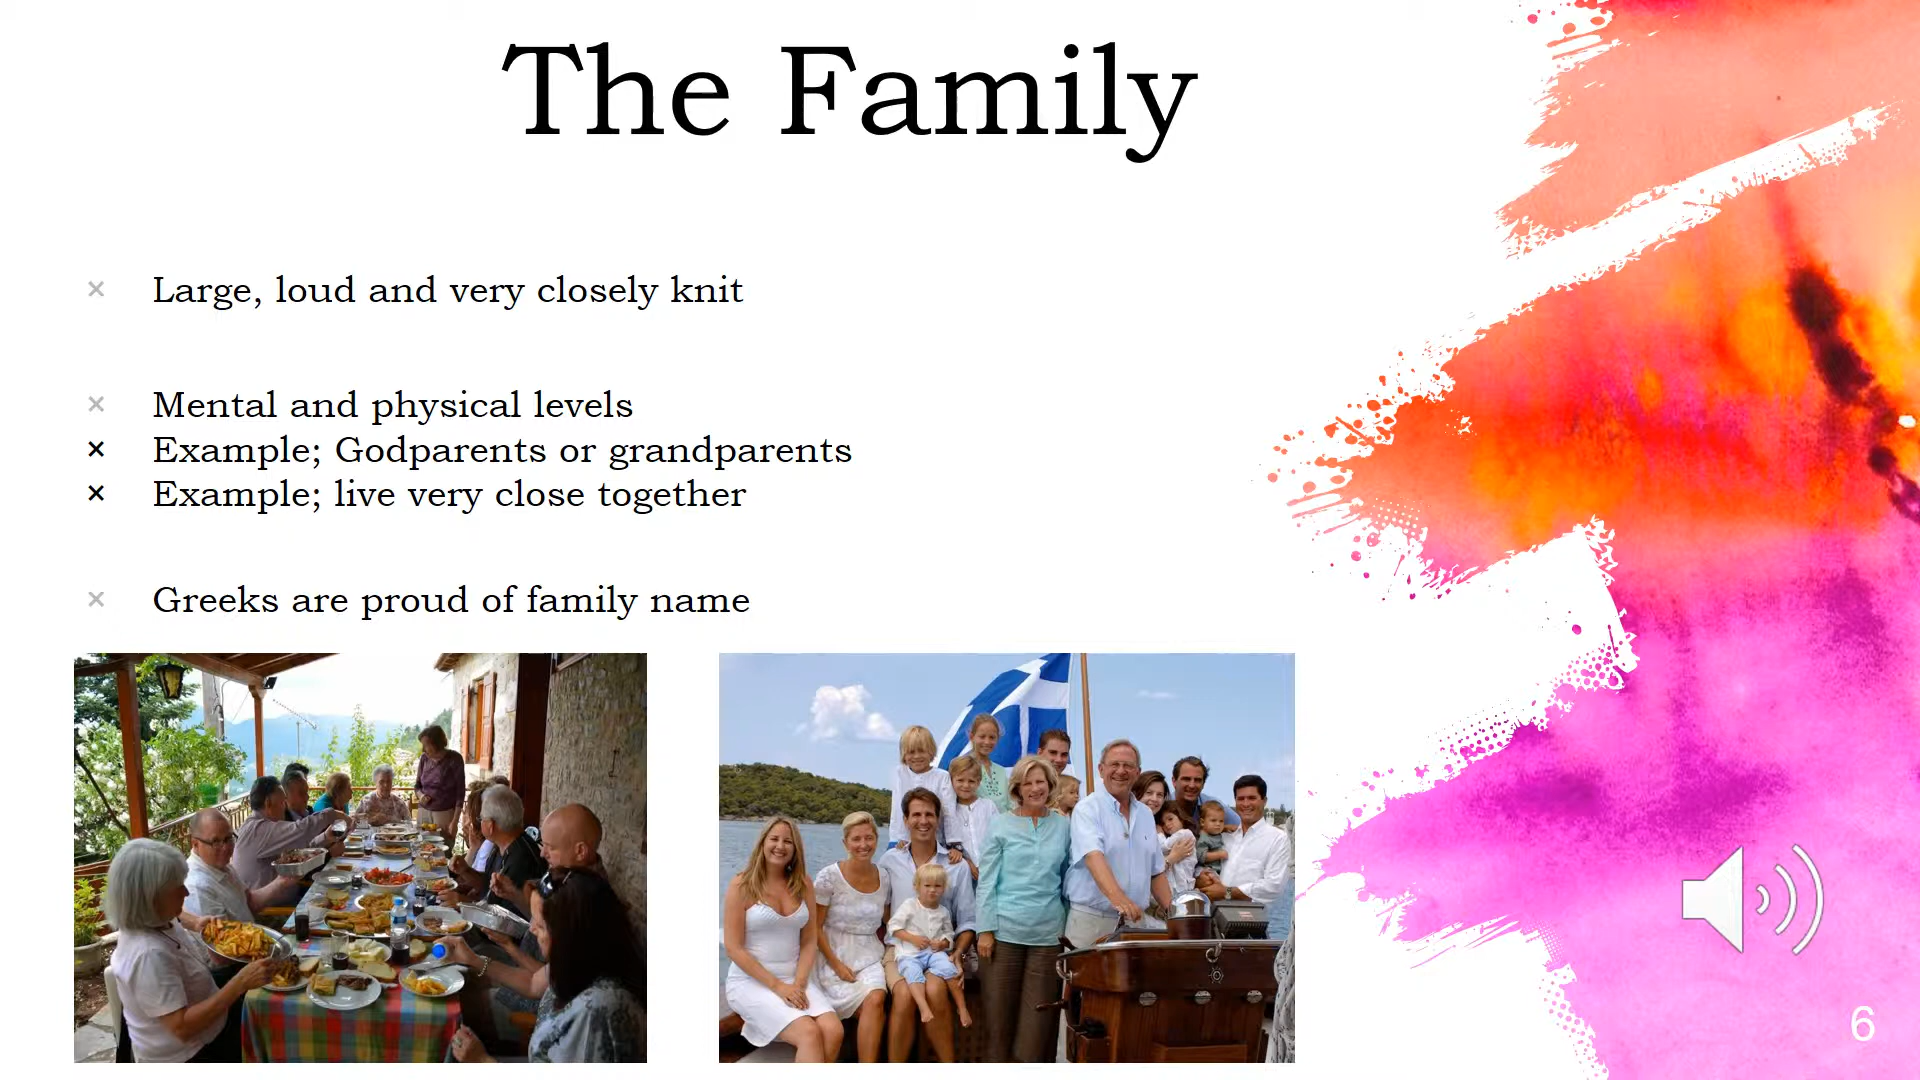 The Family
Large, loud and very closely knit
Mental and physical levels
Example; Godparents or grandparents
Example; live very close together
Greeks are proud of family name
6